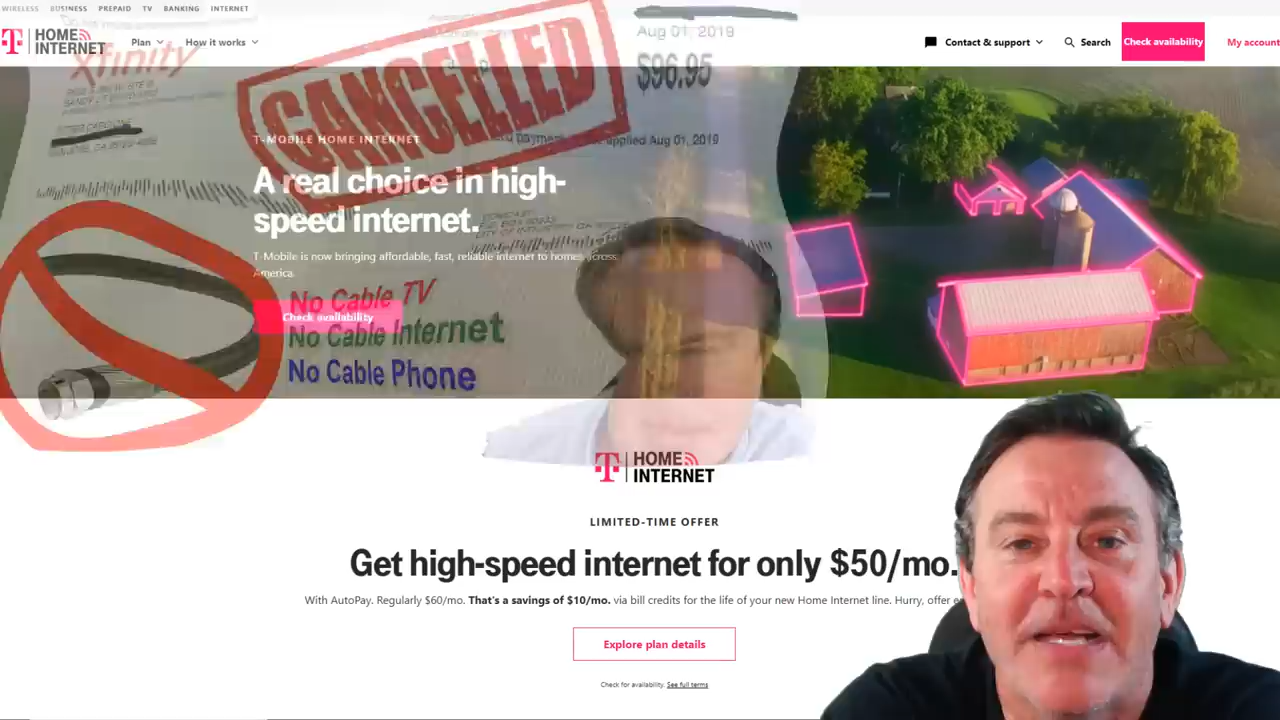 WIRELESS BUSINESS PREPAID TV BANKING INTERNET
T HOME INTERNET
Plan How it works
Contact & support Search Check availability My account
xfinity
Aug 01, 2019
$96.95
CANCELLED
applied Aug 01, 2019
T-MOBILE HOME INTERNET
A real choice in high-
speed internet.
T-Mobile is now bringing affordable, fast, reliable internet to homes across
America.
Check availability
No Cable TV
No Cable Internet
No Cable Phone
T HOME INTERNET
LIMITED-TIME OFFER
Get high-speed internet for only $50/mo.
With AutoPay. Regularly $60/mo. That's a savings of $10/mo. via bill credits for the life of your new Home Internet line. Hurry, offer
Explore plan details
Check for availability. See full terms